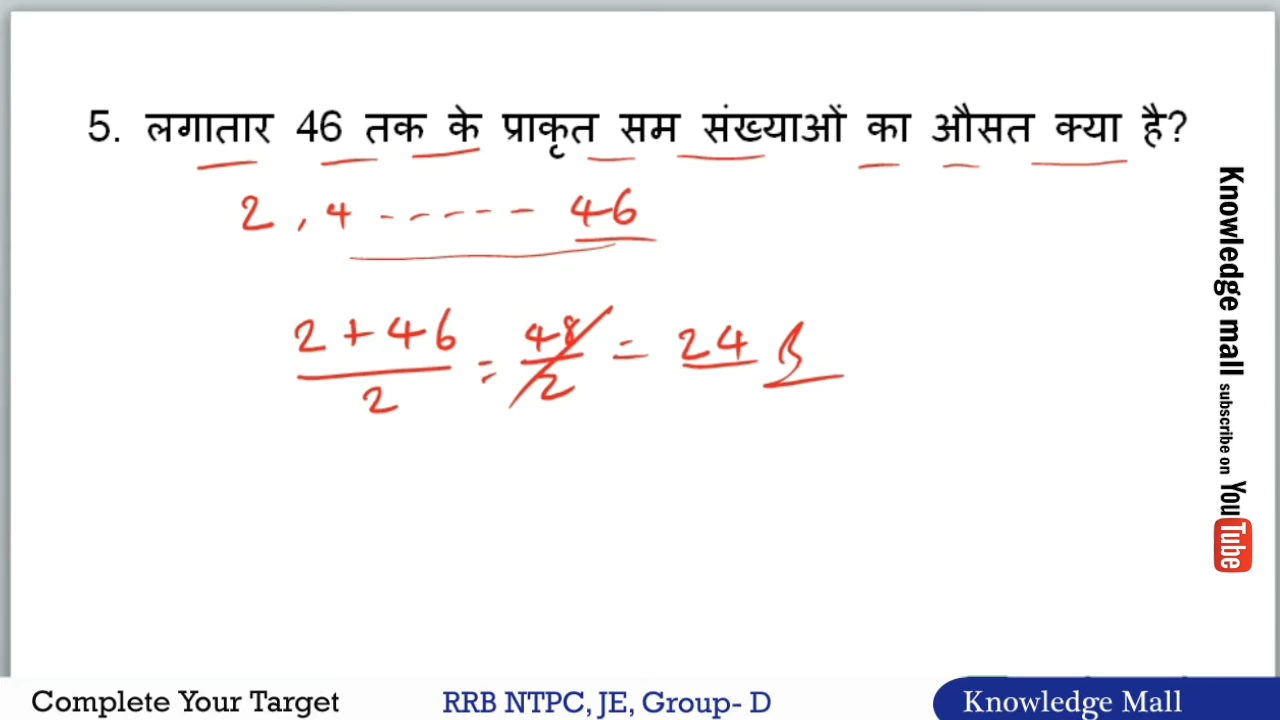 5. लगातार 46 तक के प्राकृत सम संख्याओं का औसत क्या है?
2, 4 ------ 46
2 + 46 / 2 = 48 / 2 = 24
Knowledge mall subscribe on YouTube
Complete Your Target
RRB NTPC, JE, Group- D
Knowledge Mall